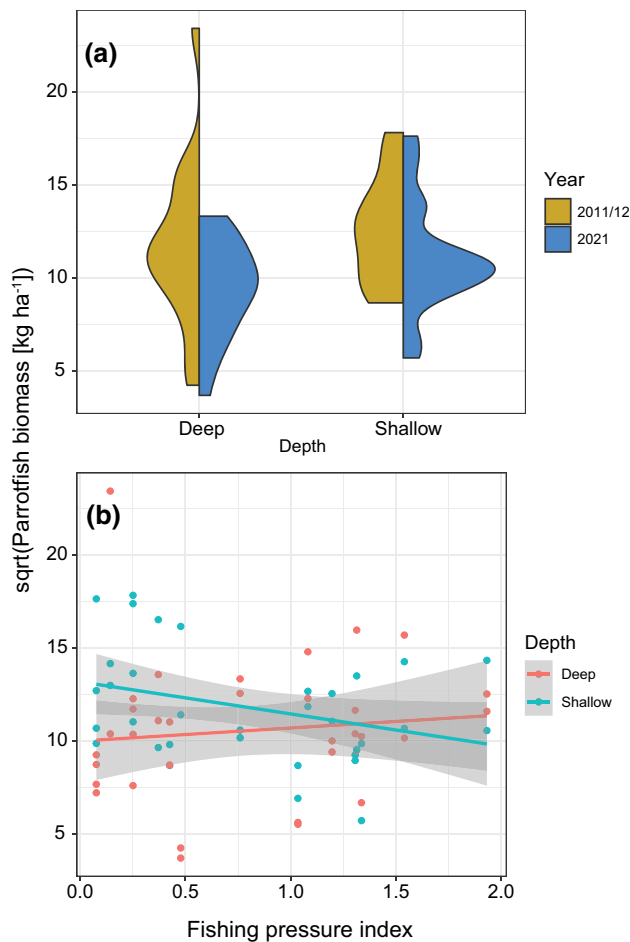 (a)
20
15
10
5
Deep
Shallow
Depth
Year
2011/12
2021
sqrt(Parrotfish biomass [kg ha-1])
(b)
20
15
10
5
0.0
0.5
1.0
1.5
2.0
Fishing pressure index
Depth
Deep
Shallow